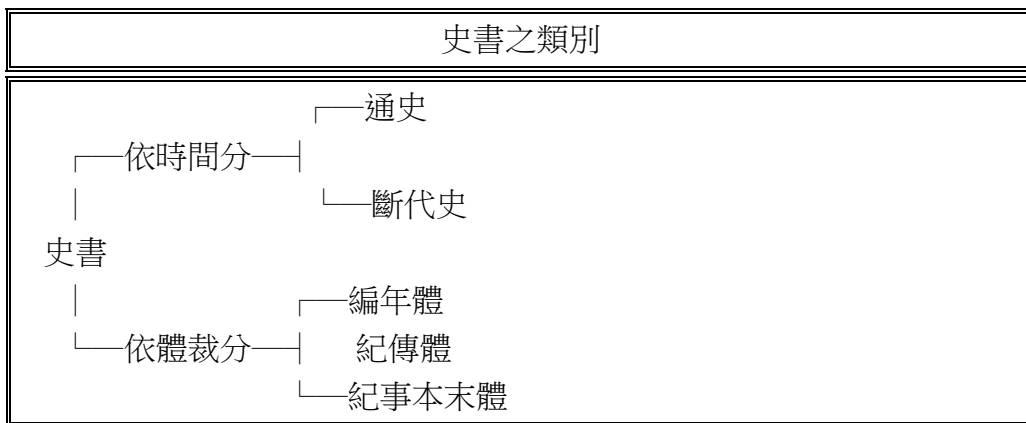 史書之類別
┌──通史
┌──依時間分──┤
│ └──斷代史
史書
│ ┌──編年體
└──依體裁分──┤ 紀傳體
└──紀事本末體